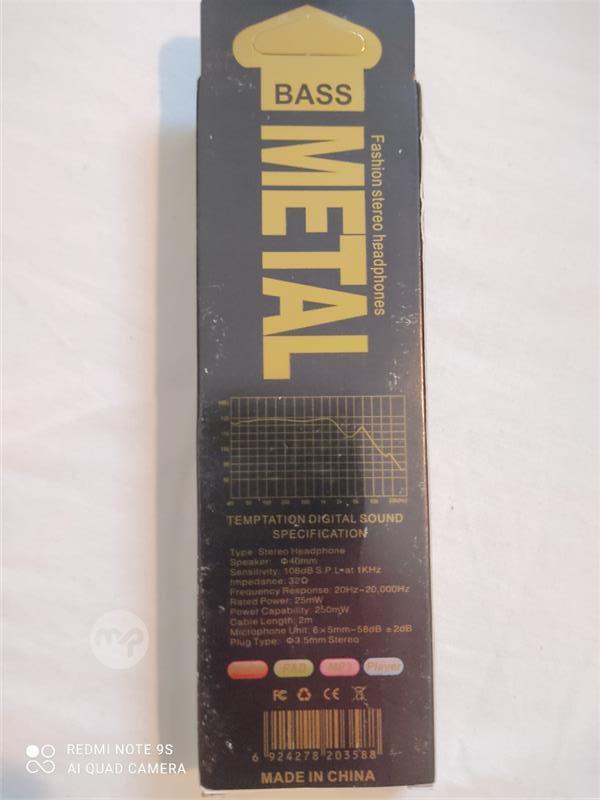 BASS
METAL
Fashion stereo headphones
TEMPTATION DIGITAL SOUND
SPECIFICATION
Type: Stereo Headphone
Speaker: Φ40mm
Sensitivity: 108dB S.P.L at 1KHz
Impedance: 32Ω
Frequency Response: 20Hz-20,000Hz
Rated Power: 25mW
Power Capability: 250mW
Cable Length: 2m
Microphone Unit: 6×5mm-58dB ±2dB
Plug Type: Φ3.5mm Stereo
PAD MP3 Player
FC CE
6 924278 203588
MADE IN CHINA
REDMI NOTE 9S
AI QUAD CAMERA